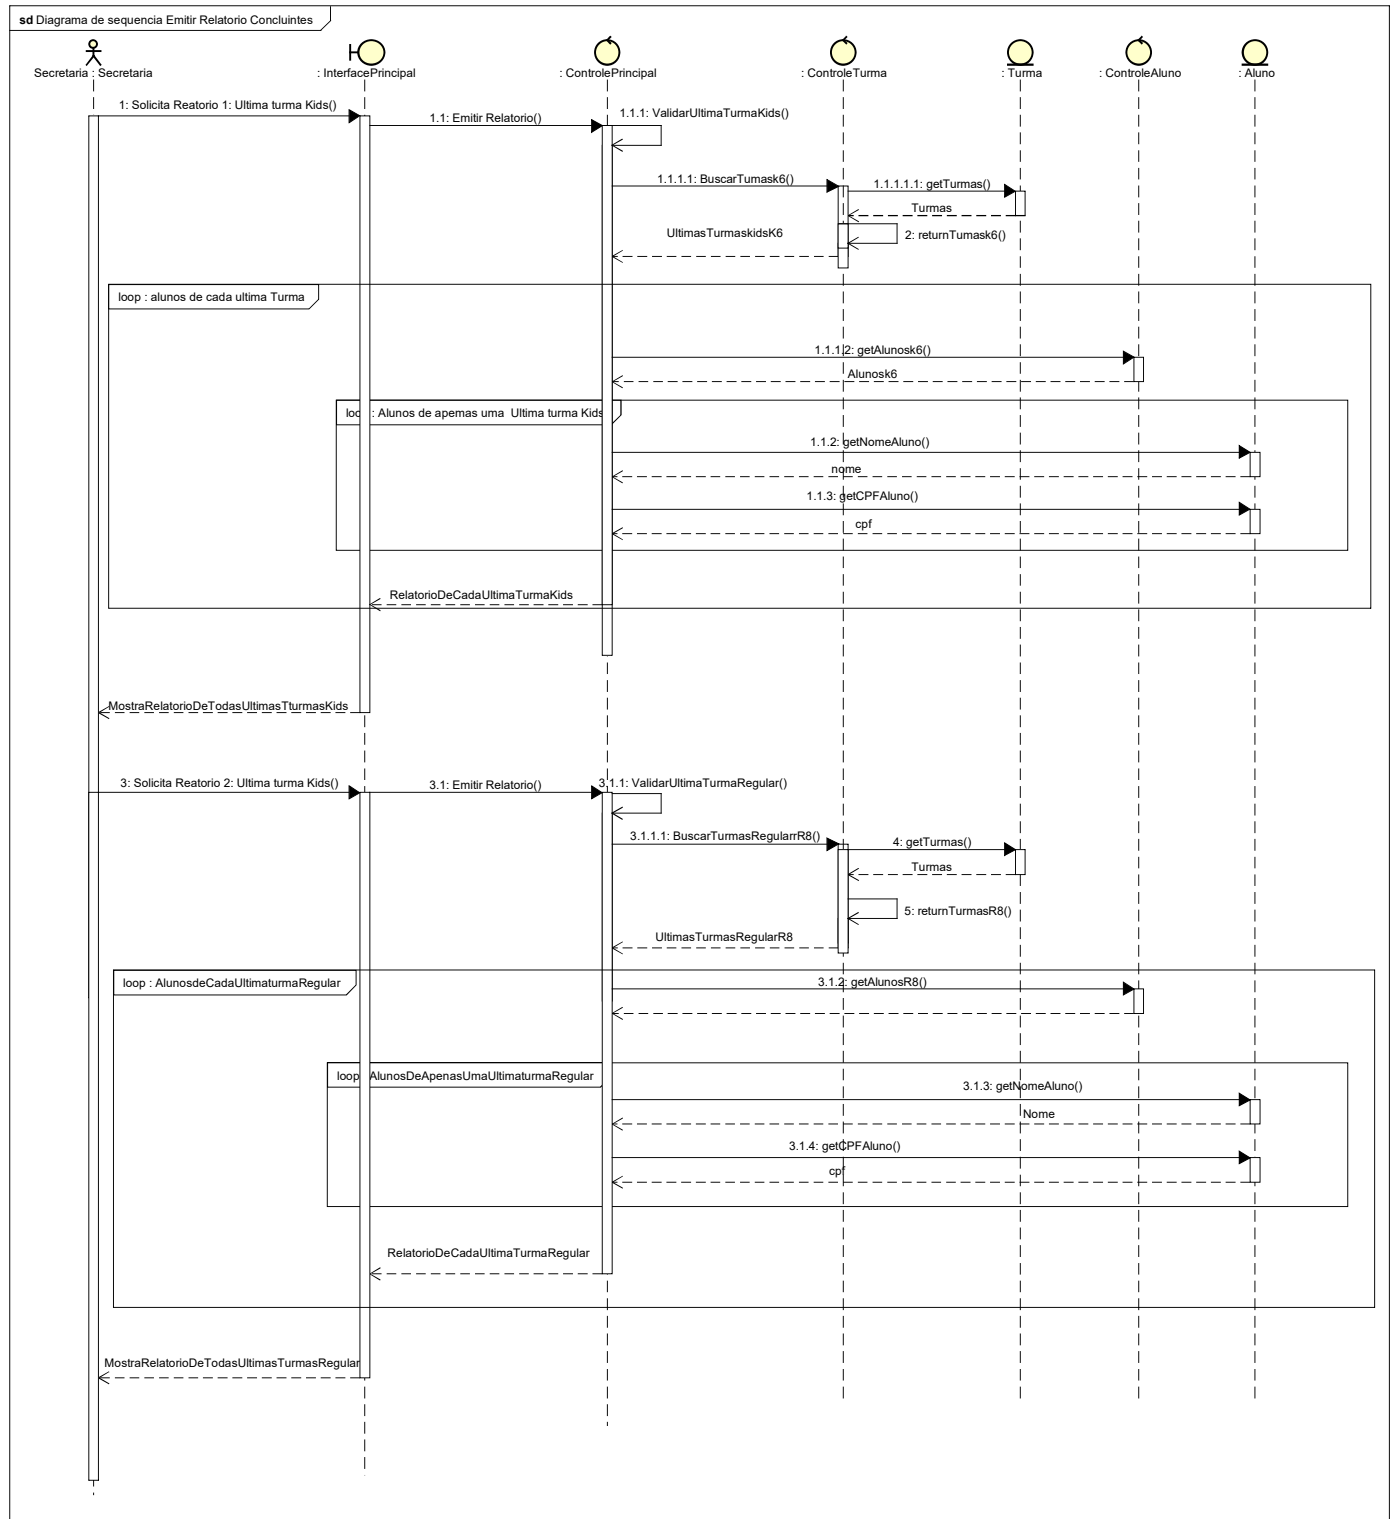 sd Diagrama de sequencia Emitir Relatorio Concluintes
Secretaria : Secretaria
: InterfacePrincipal
: ControlePrincipal
: ControleTurma
: Turma
: ControleAluno
: Aluno
1: Solicita Reatorio 1: Ultima turma Kids()
1.1: Emitir Relatorio()
1.1.1: ValidarUltimaTurmaKids()
1.1.1.1: BuscarTumask6()
1.1.1.1.1: getTurmas()
Turmas
2: returnTumask6()
UltimasTurmaskidsK6
loop : alunos de cada ultima Turma
1.1.1.2: getAlunosk6()
Alunosk6
loop : Alunos de apemas uma Ultima turma Kids
1.1.2: getNomeAluno()
nome
1.1.3: getCPFAluno()
cpf
RelatorioDeCadaUltimaTurmaKids
MostraRelatorioDeTodasUltimasTturmasKids
3: Solicita Reatorio 2: Ultima turma Kids()
3.1: Emitir Relatorio()
3.1.1: ValidarUltimaTurmaRegular()
3.1.1.1: BuscarTurmasRegularrR8()
4: getTurmas()
Turmas
5: returnTurmasR8()
UltimasTurmasRegularR8
loop : AlunosdeCadaUltimaturmaRegular
3.1.2: getAlunosR8()
loop : AlunosDeApenasUmaUltimaturmaRegular
3.1.3: getNomeAluno()
Nome
3.1.4: getCPFAluno()
cpf
RelatorioDeCadaUltimaTurmaRegular
MostraRelatorioDeTodasUltimasTurmasRegular